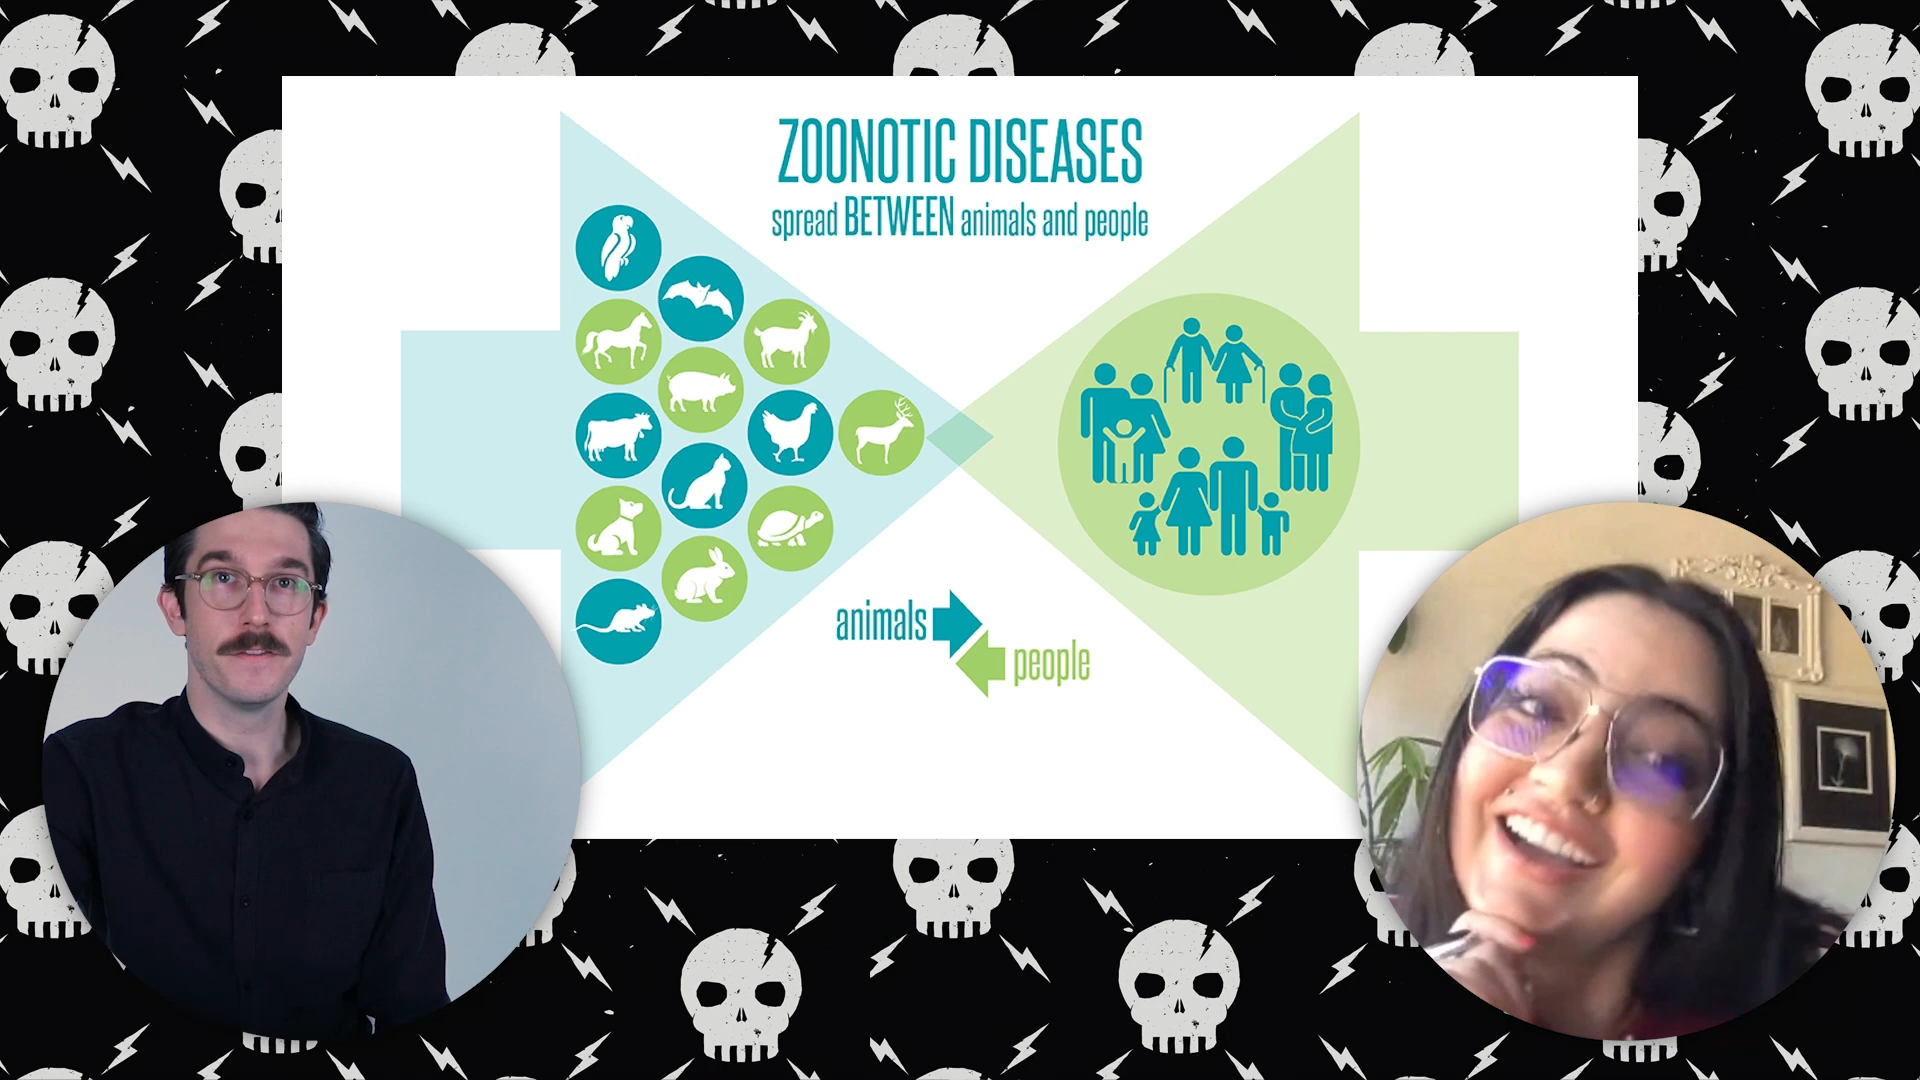 ZOONOTIC DISEASES
spread BETWEEN animals and people
animals
people